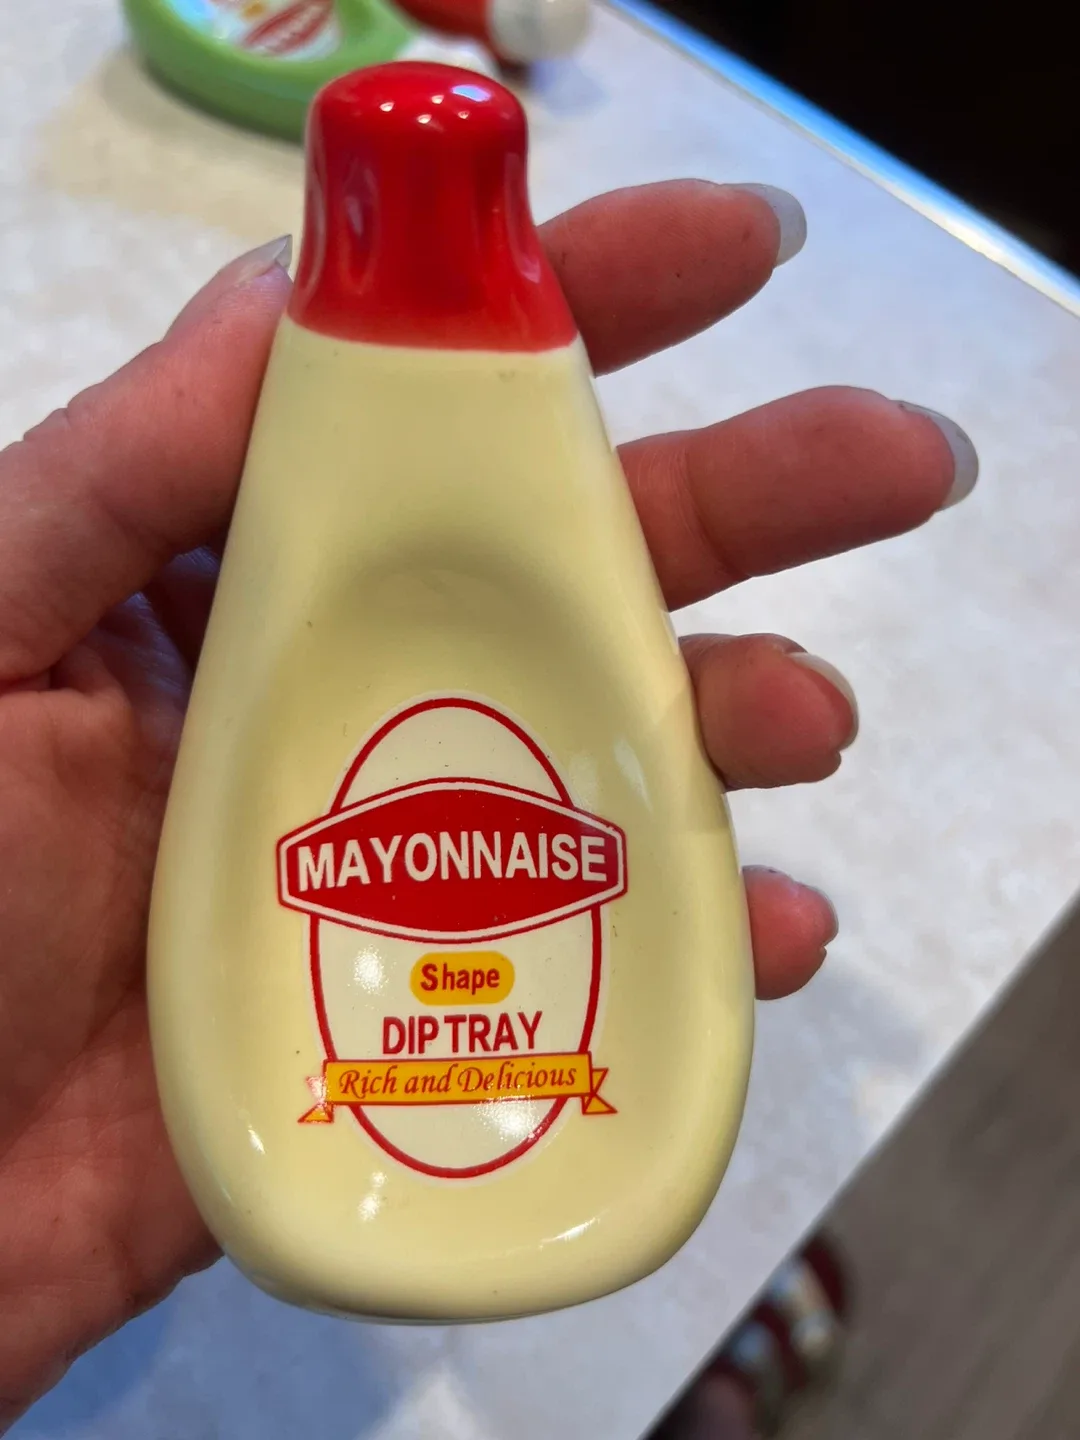 MAYONNAISE
Shape
DIP TRAY
Rich and Delicious